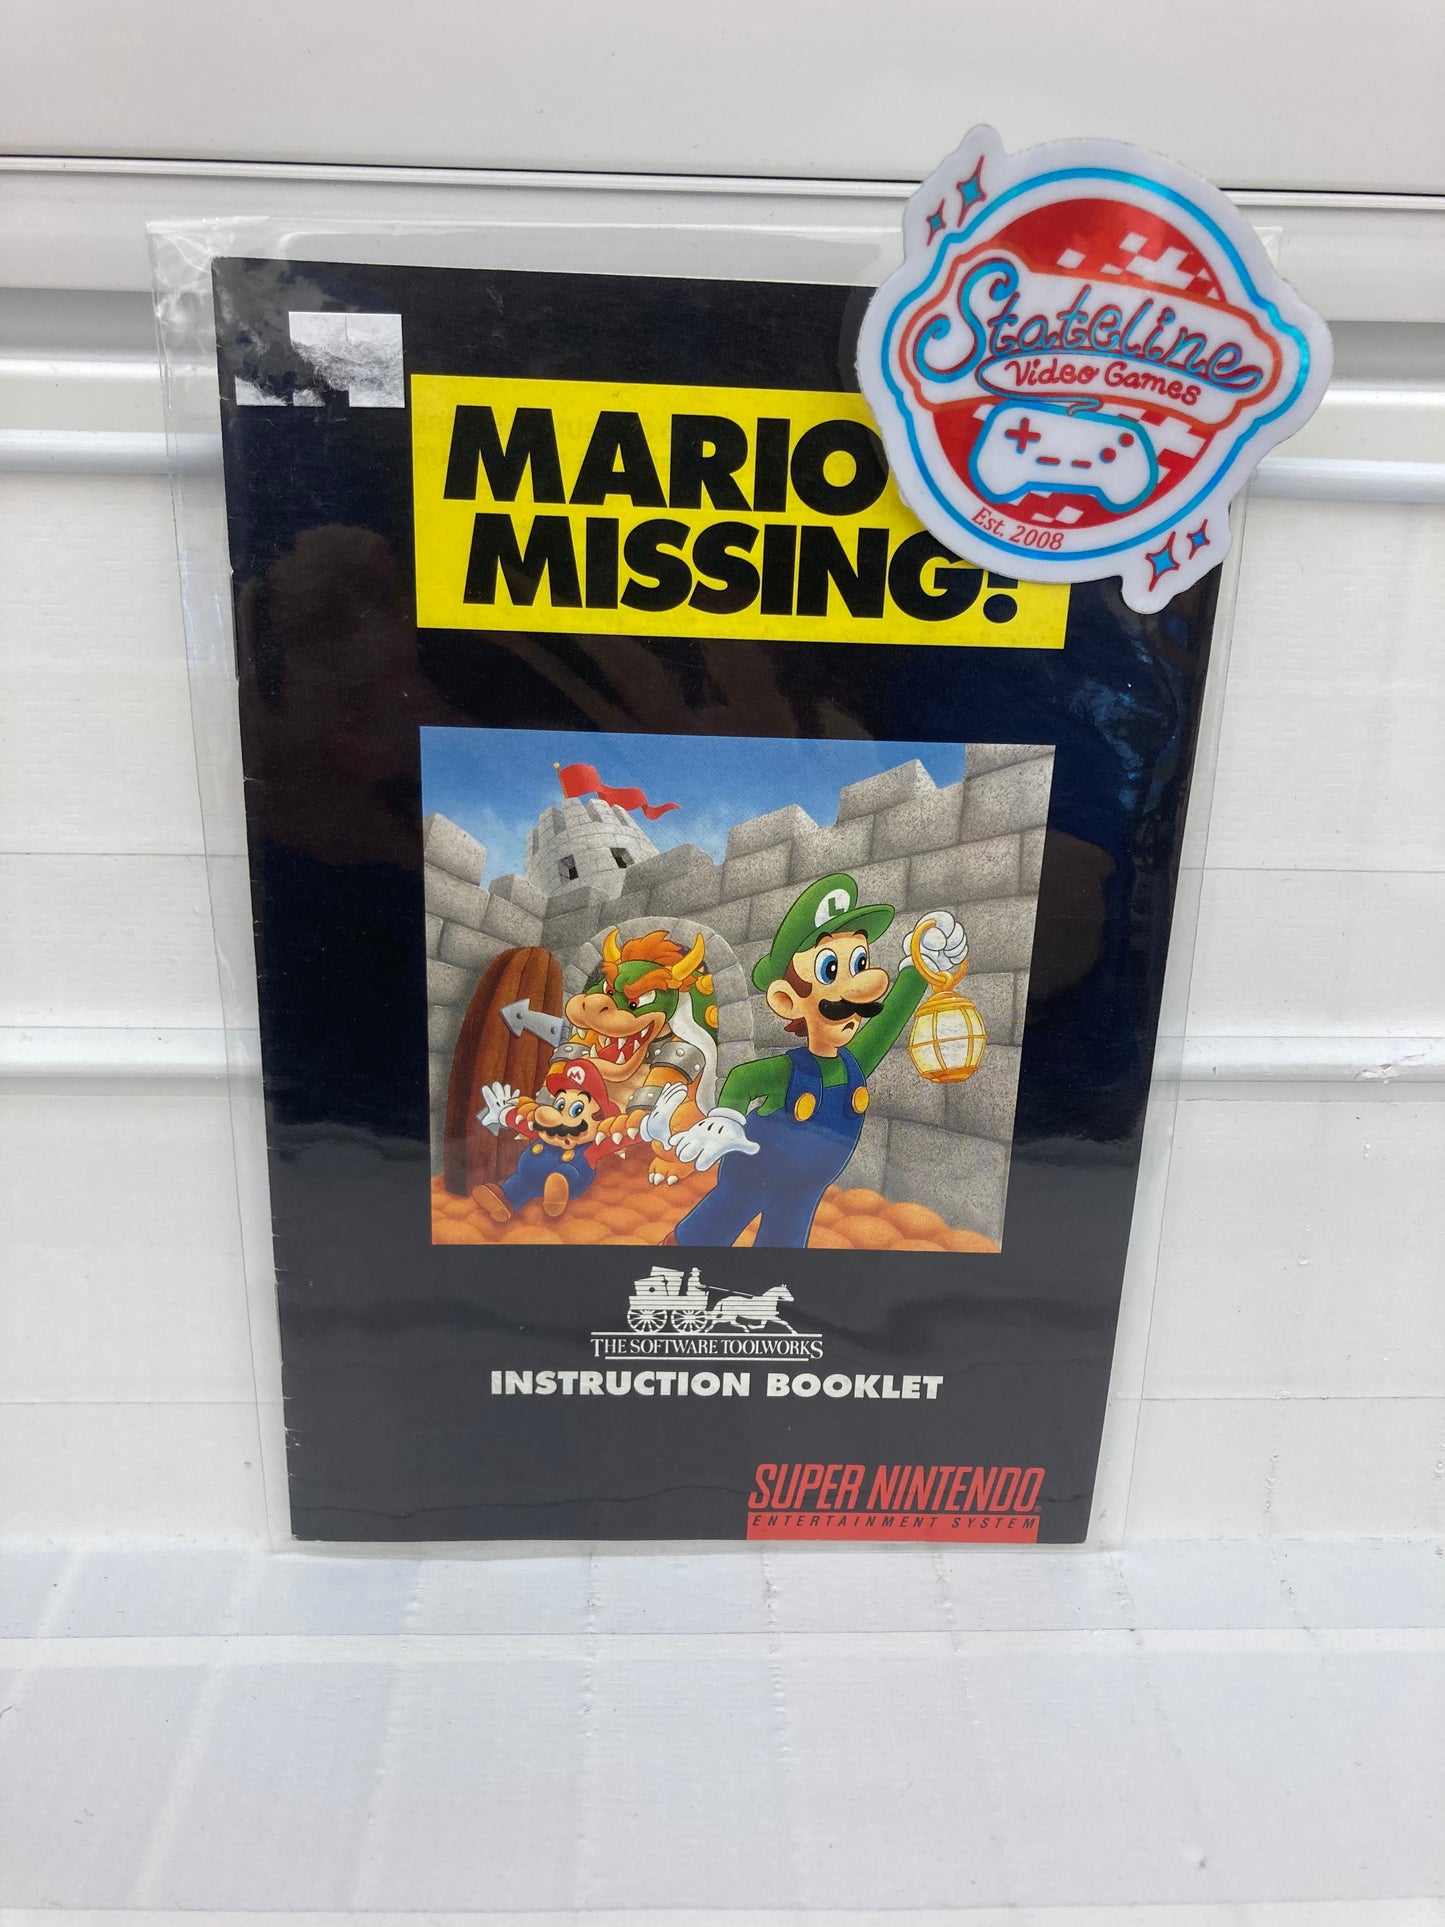 Stateline
Video Games
Est. 2008
MARIO
MISSING!
L
M
THE SOFTWARE TOOLWORKS
INSTRUCTION BOOKLET
SUPER NINTENDO®
ENTERTAINMENT SYSTEM